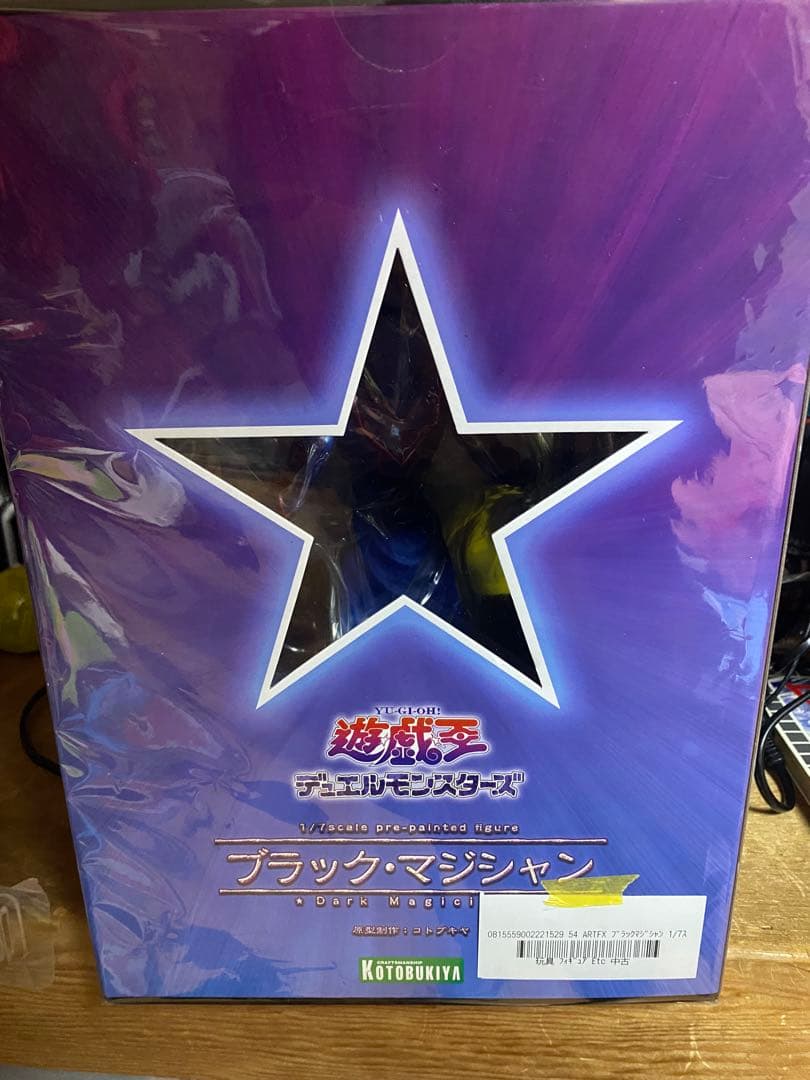 YU-GI-OH!
遊戯王
デュエルモンスターズ
1/7scale pre-painted figure
ブラック・マジシャン
★Dark Magici
原型制作：コトブキヤ
CRAFTSMANSHIP
KOTOBUKIYA
0815559002221529 54 ARTFX ﾌﾞﾗｯｸﾏｼﾞｼｬﾝ 1/7ｽ
玩具 ﾌｨｷﾞｭｱ Etc 中古